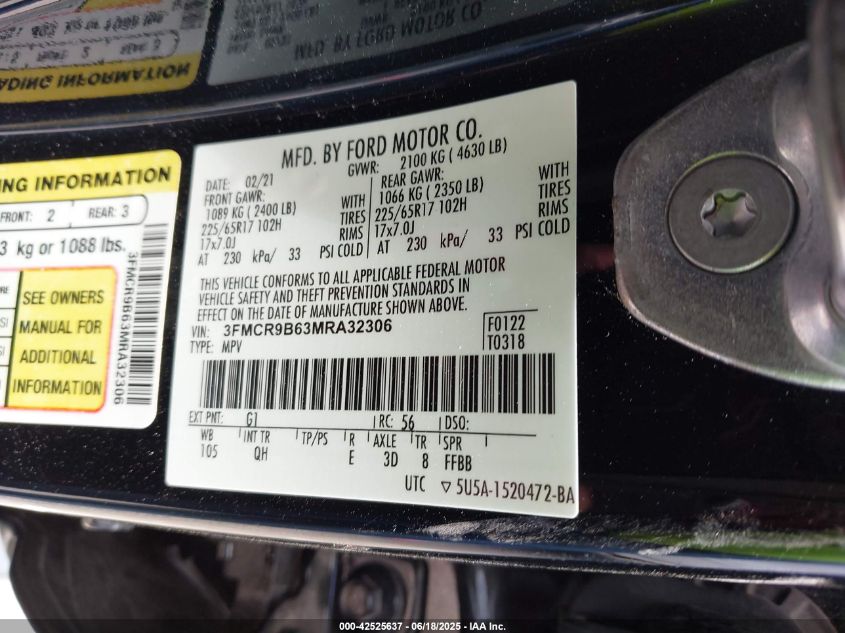 MFD. BY FORD MOTOR CO.
DATE: 02/21 GVWR: 2100 KG ( 4630 LB)
FRONT GAWR: REAR GAWR:
1089 KG ( 2400 LB) WITH 1066 KG ( 2350 LB) WITH
225/65R17 102H TIRES 225/65R17 102H TIRES
17x7.0J RIMS 17x7.0J RIMS
AT 230 kPa/ 33 PSI COLD AT 230 kPa/ 33 PSI COLD
THIS VEHICLE CONFORMS TO ALL APPLICABLE FEDERAL MOTOR
VEHICLE SAFETY AND THEFT PREVENTION STANDARDS IN
EFFECT ON THE DATE OF MANUFACTURE SHOWN ABOVE.
VIN: 3FMCR9B63MRA32306 F0122
TYPE: MPV T0318
EXT PNT: G1 RC: 56 DSO:
WB INT TR TP/PS R AXLE TR SPR
105 QH E 3D 8 FFBB
UTC ▽ 5U5A-1520472-BA
NG INFORMATION
FRONT: 2 REAR: 3
3 kg or 1088 lbs.
SEE OWNERS
MANUAL FOR
ADDITIONAL
INFORMATION
3FMCR9B63MRA32306
000-42525637 - 06/18/2025 - US.IAAI.COM